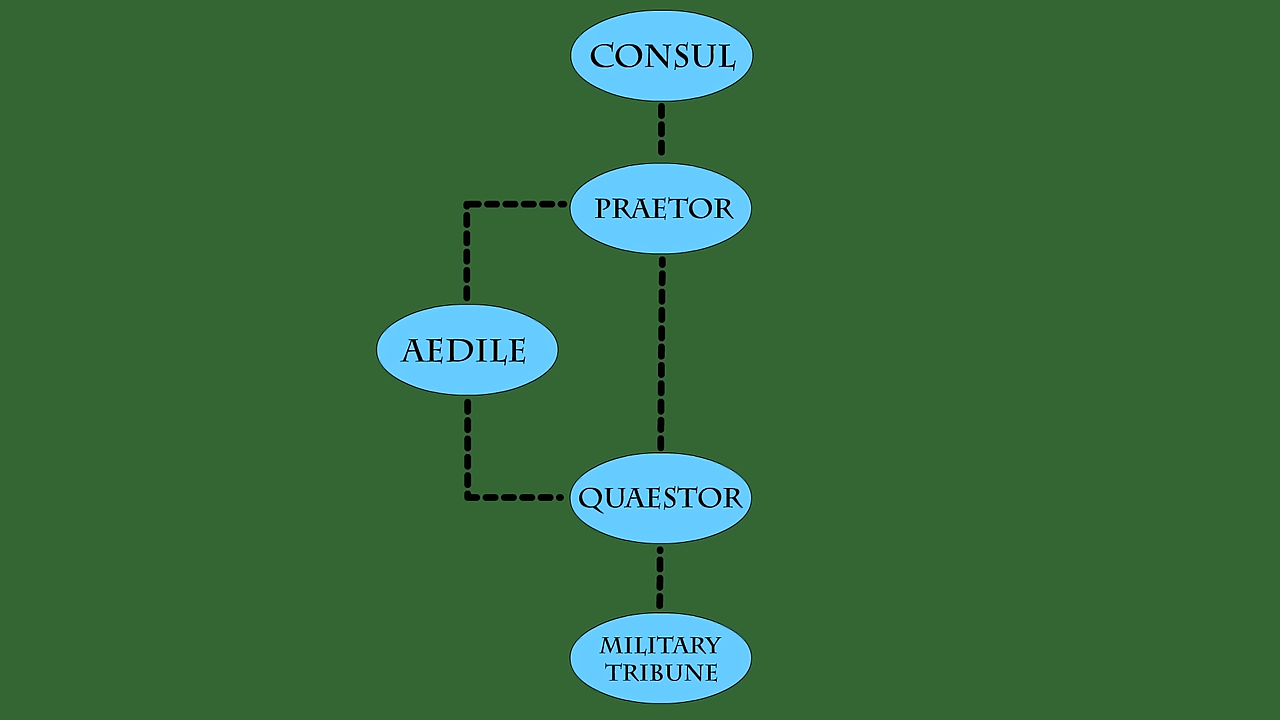 CONSUL
PRAETOR
AEDILE
QUAESTOR
MILITARY
TRIBUNE